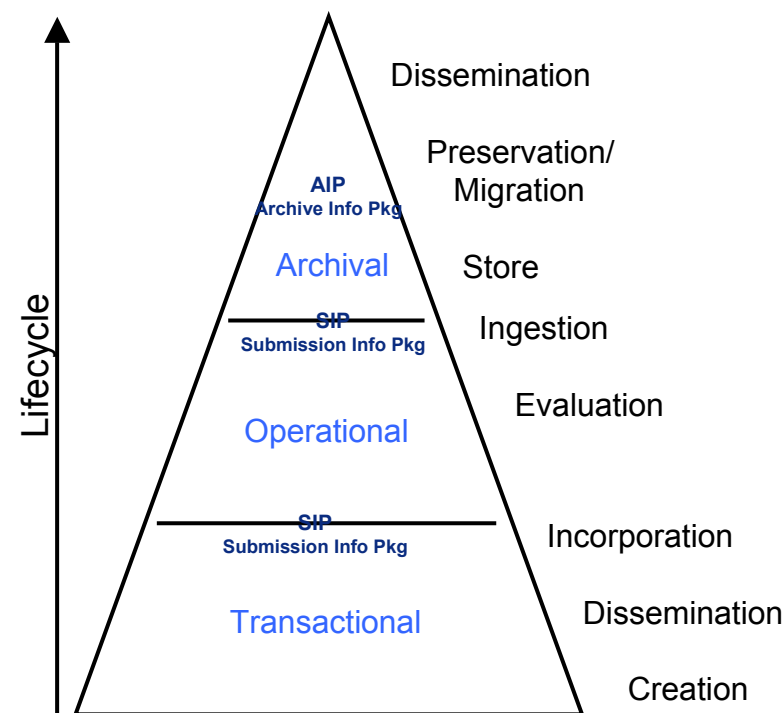 Dissemination
Preservation/
Migration
AIP
Archive Info Pkg
Archival
Store
SIP
Ingestion
Submission Info Pkg
Lifecycle
Evaluation
Operational
SIP
Incorporation
Submission Info Pkg
Dissemination
Transactional
Creation